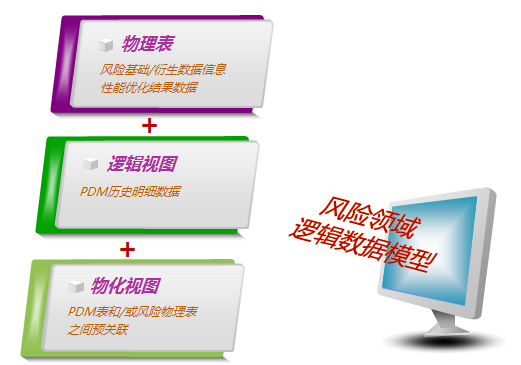 物理表
风险基础/衍生数据信息
性能优化结果数据
+
逻辑视图
PDM历史明细数据
+
物化视图
PDM表和/或风险物理表
之间预关联
风险领域
逻辑数据模型